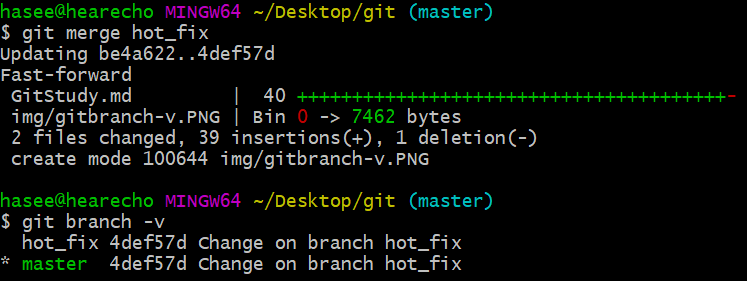 hasee@hearecho MINGW64 ~/Desktop/git (master)
$ git merge hot_fix
Updating be4a622..4def57d
Fast-forward
 GitStudy.md        |  40 +++++++++++++++++++++++++++++++++++++++-
 img/gitbranch-v.PNG | Bin 0 -> 7462 bytes
 2 files changed, 39 insertions(+), 1 deletion(-)
 create mode 100644 img/gitbranch-v.PNG

hasee@hearecho MINGW64 ~/Desktop/git (master)
$ git branch -v
  hot_fix 4def57d Change on branch hot_fix
* master  4def57d Change on branch hot_fix